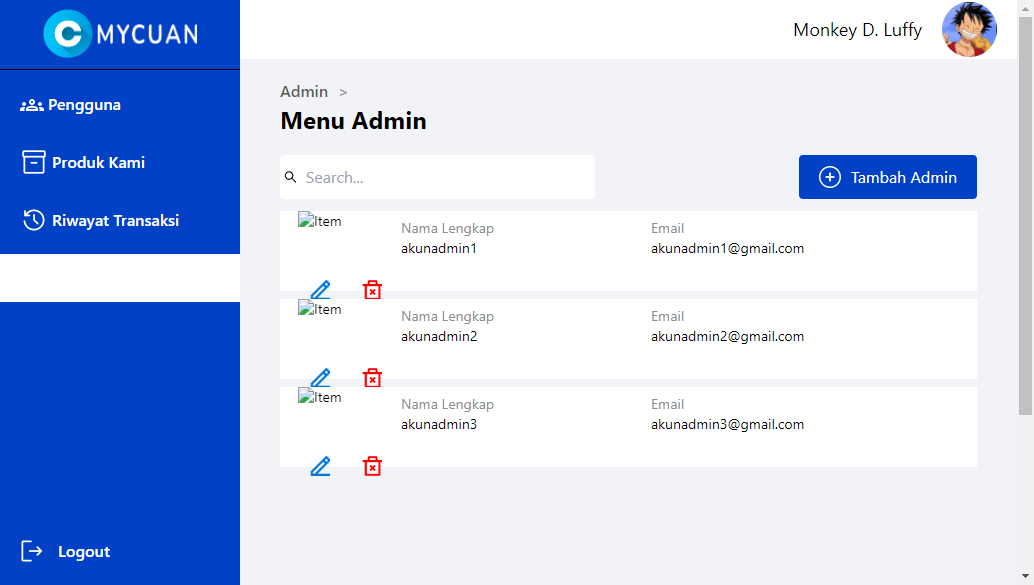 MYCUAN
Monkey D. Luffy
Pengguna
Produk Kami
Riwayat Transaksi
Logout
Admin >
Menu Admin
Search...
Tambah Admin
Item
Nama Lengkap
akunadmin1
Email
akunadmin1@gmail.com
Item
Nama Lengkap
akunadmin2
Email
akunadmin2@gmail.com
Item
Nama Lengkap
akunadmin3
Email
akunadmin3@gmail.com